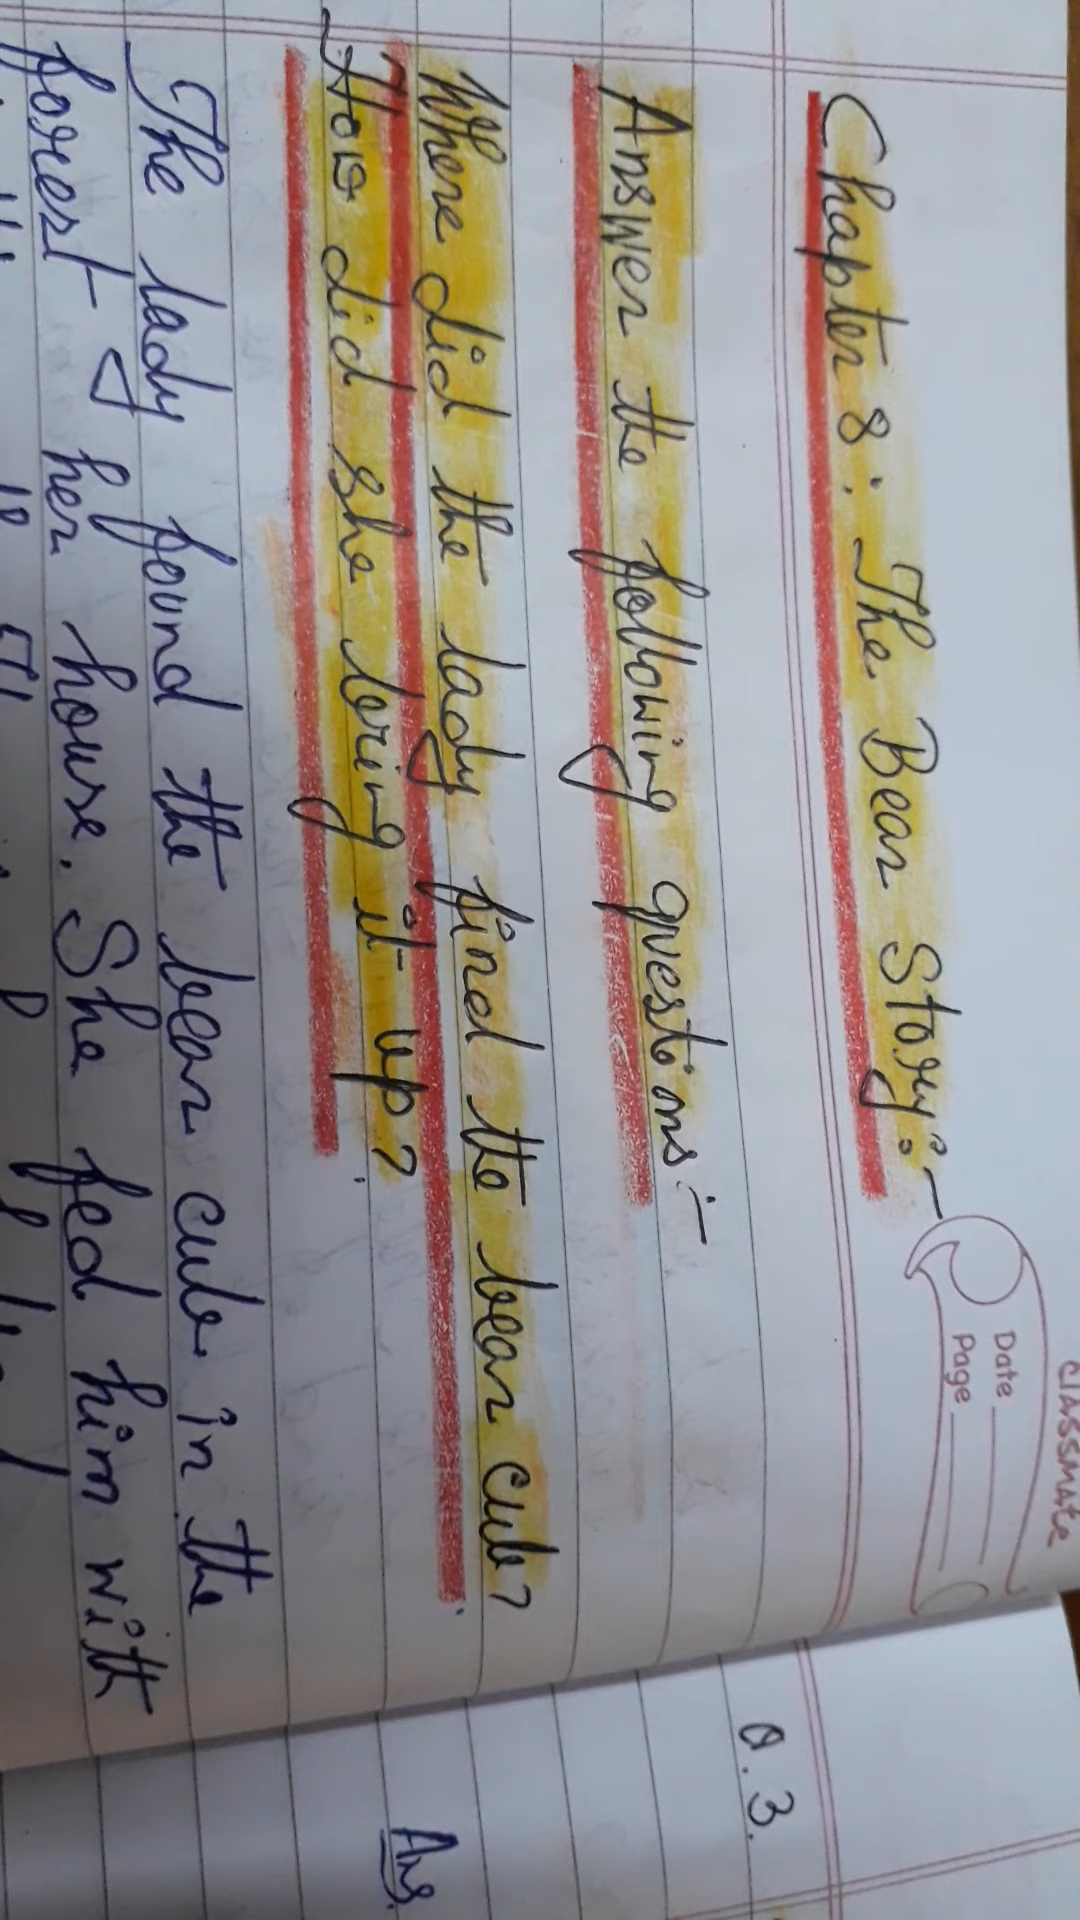 classmate
Date
Page
Chapter 8: The Bear Story:-
Answer the following questions:-
Where did the lady find the bear cub?
How did she bring it up?
The lady found the bear cub in the
forest of her house. She fed him with
Q.3.
Ans.